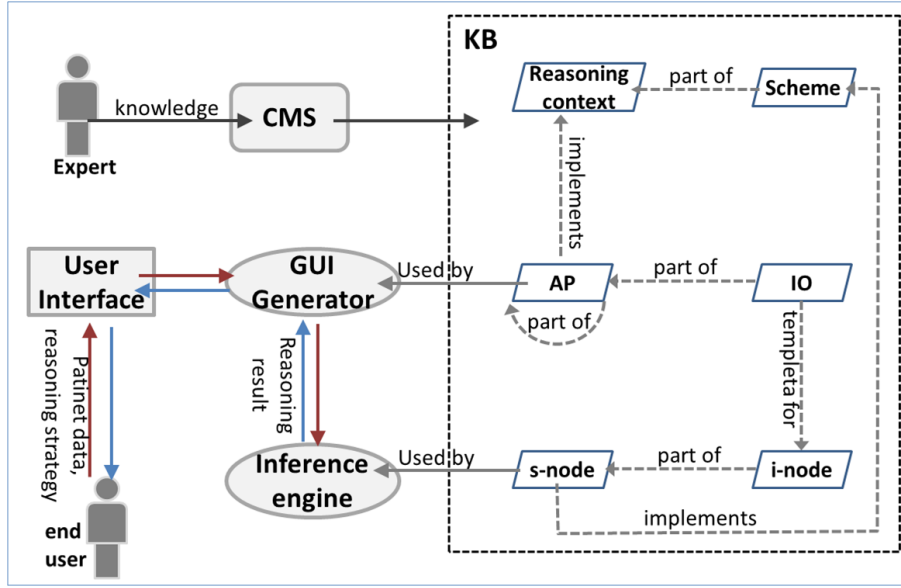 KB
Reasoning
context
part of
Scheme
knowledge
CMS
Expert
implements
User
Interface
GUI
Generator
Used by
AP
part of
IO
part of
templeta for
Patinet data,
reasoning strategy
Reasoning
result
Inference
engine
Used by
s-node
part of
i-node
implements
end
user